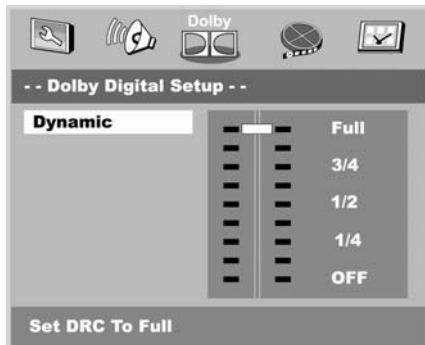 Dolby
- - Dolby Digital Setup - -
Dynamic
Full
3/4
1/2
1/4
OFF
Set DRC To Full